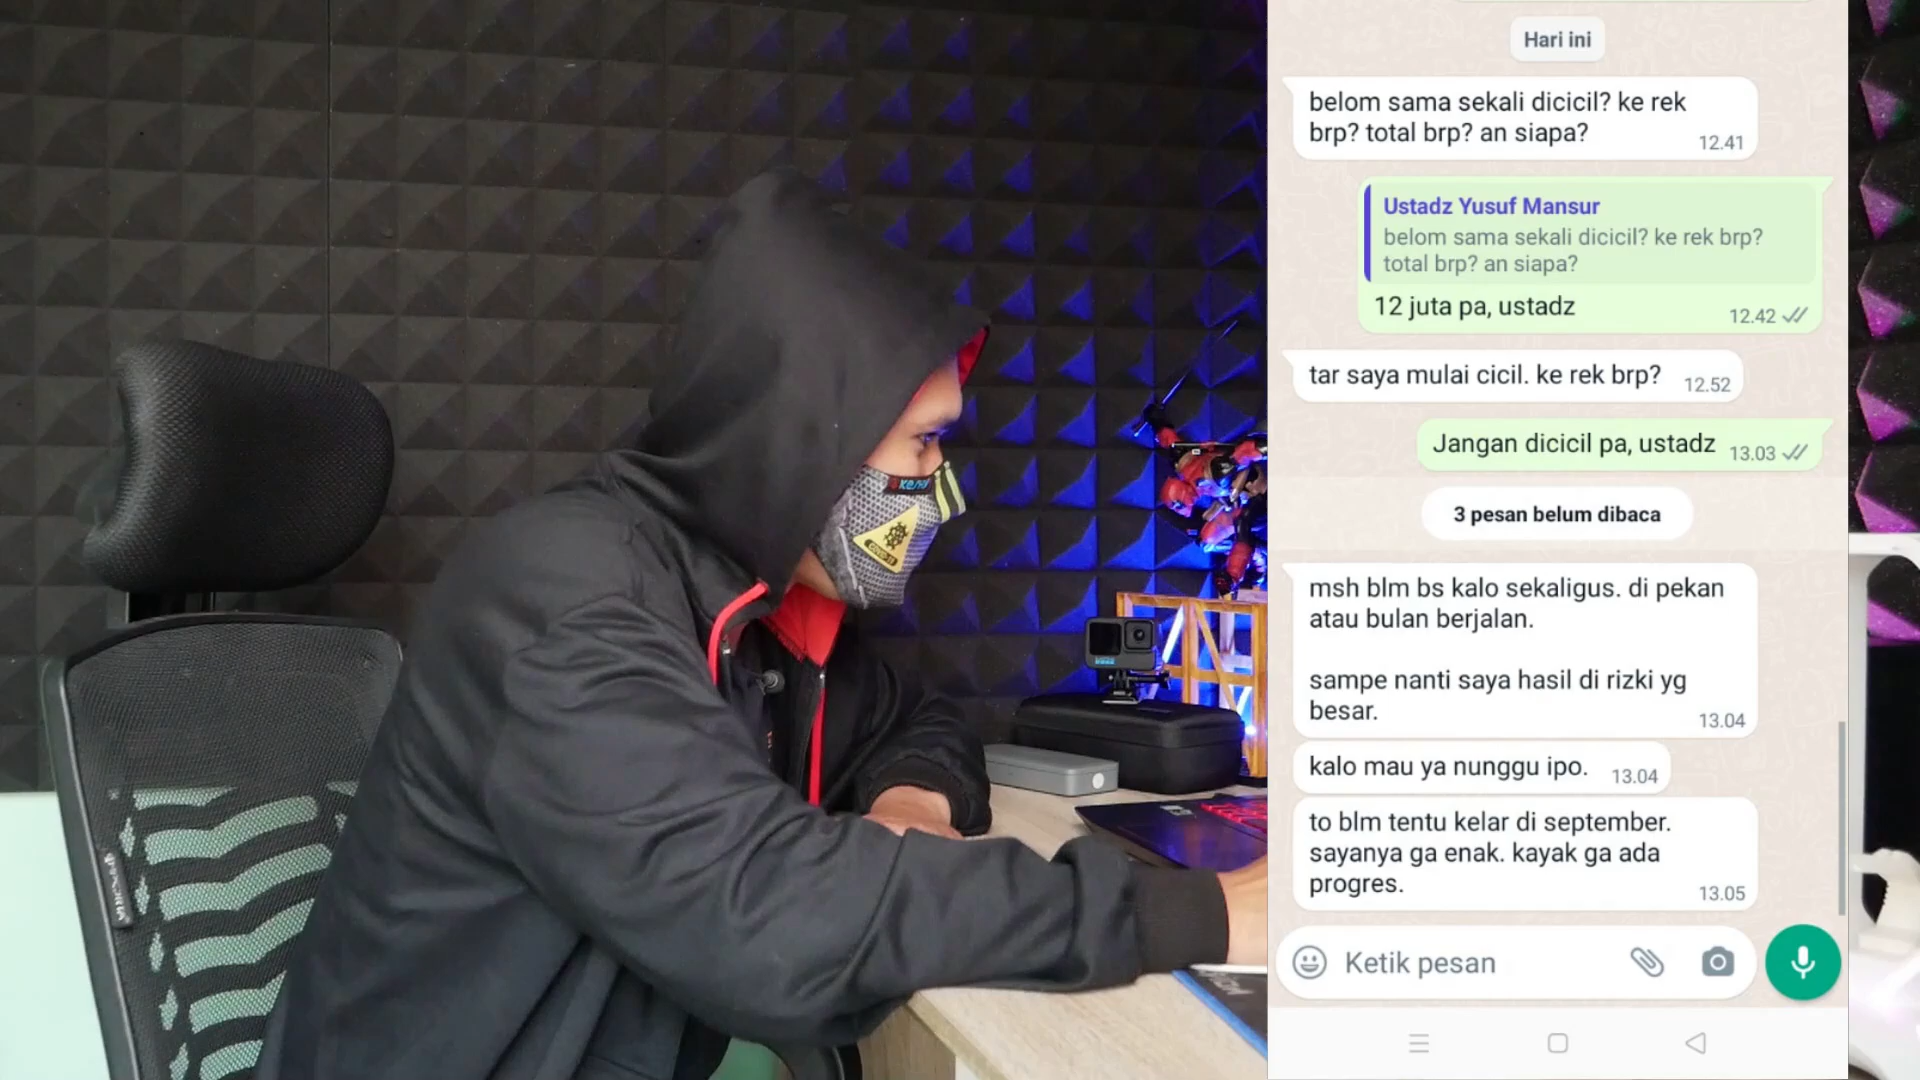 Hari ini
belom sama sekali dicicil? ke rek
brp? total brp? an siapa?
12.41
Ustadz Yusuf Mansur
belom sama sekali dicicil? ke rek brp?
total brp? an siapa?
12 juta pa, ustadz
12.42
tar saya mulai cicil. ke rek brp?
12.52
Jangan dicicil pa, ustadz
13.03
3 pesan belum dibaca
msh blm bs kalo sekaligus. di pekan
atau bulan berjalan.
sampe nanti saya hasil di rizki yg
besar.
13.04
kalo mau ya nunggu ipo.
13.04
to blm tentu kelar di september.
sayanya ga enak. kayak ga ada
progres.
13.05
Ketik pesan
COVID-19